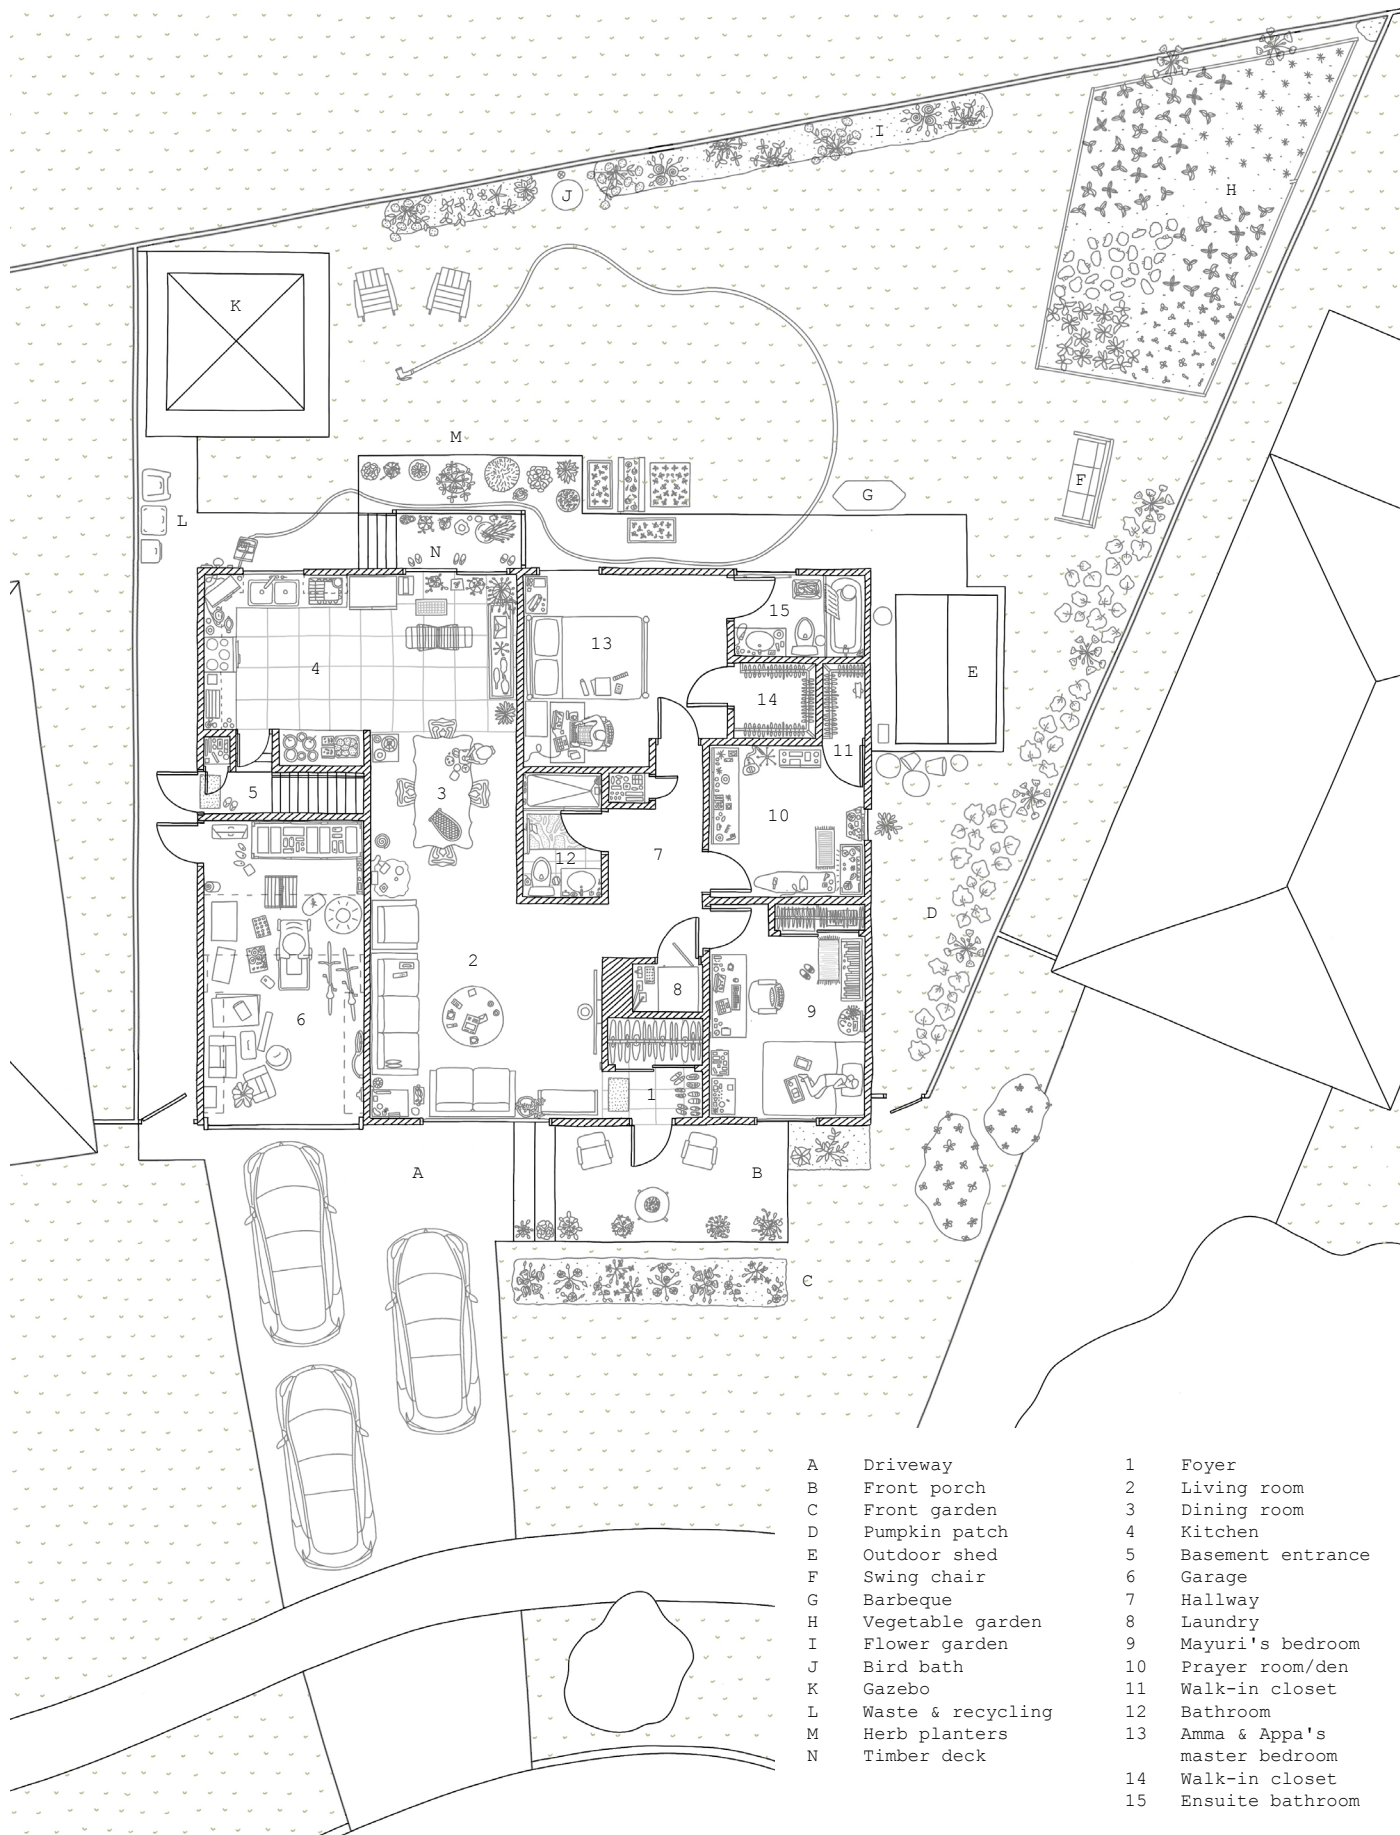 I
H
J
K
M
F
G
L
N
15
13
4
E
14
11
5
3
10
12
7
D
2
8
9
6
1
A
B
C
A Driveway
B Front porch
C Front garden
D Pumpkin patch
E Outdoor shed
F Swing chair
G Barbeque
H Vegetable garden
I Flower garden
J Bird bath
K Gazebo
L Waste & recycling
M Herb planters
N Timber deck
1 Foyer
2 Living room
3 Dining room
4 Kitchen
5 Basement entrance
6 Garage
7 Hallway
8 Laundry
9 Mayuri's bedroom
10 Prayer room/den
11 Walk-in closet
12 Bathroom
13 Amma & Appa's
master bedroom
14 Walk-in closet
15 Ensuite bathroom